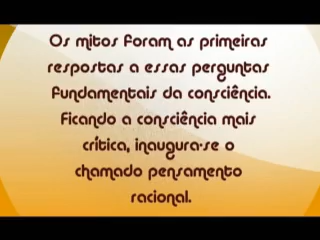 Os mitos foram as primeiras
respostas a essas perguntas
fundamentais da consciência.
Ficando a consciência mais
crítica, inaugura-se o
chamado pensamento
racional.